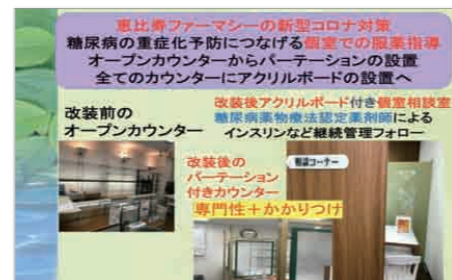 恵比寿ファーマシーの新型コロナ対策
糖尿病の重症化予防につなげる個室での服薬指導
オープンカウンターからパーテーションの設置
全てのカウンターにアクリルボードの設置へ
改装前の
オープンカウンター
改装後アクリルボード付き個室相談室
糖尿病薬物療法認定薬剤師による
インスリンなど継続管理フォロー
改装後の
パーテーション
付きカウンター
相談コーナー
専門性+かかりつけ